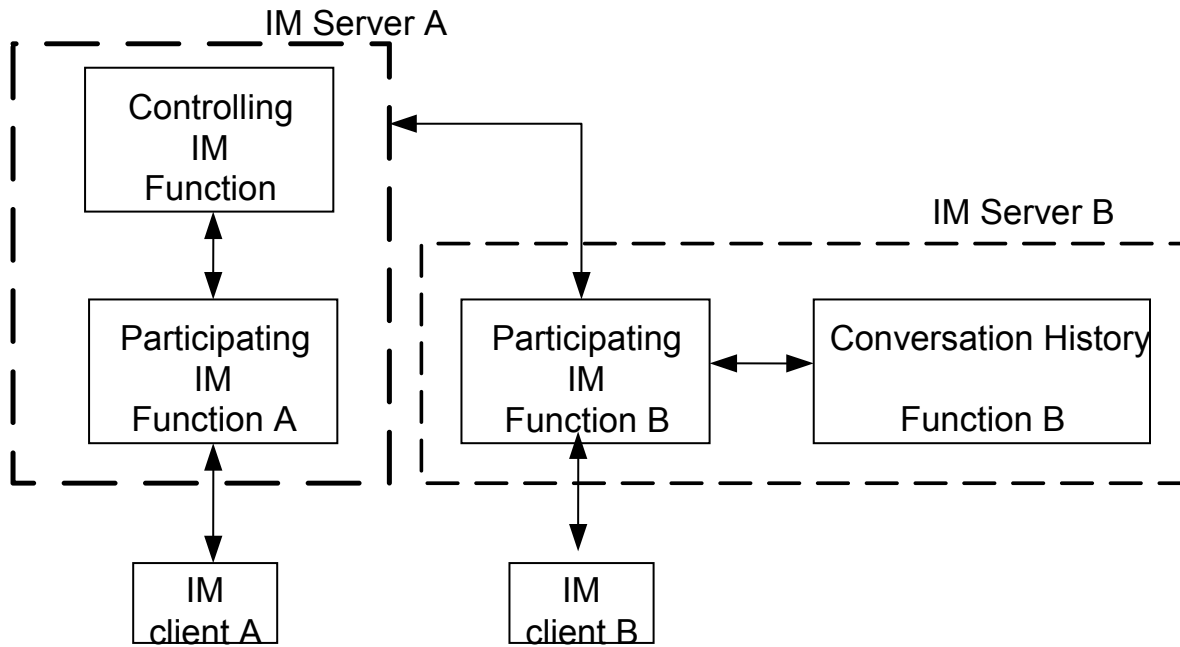 IM Server A
Controlling
IM
Function
IM Server B
Participating
IM
Function A
Participating
IM
Function B
Conversation History
Function B
IM
client A
IM
client B